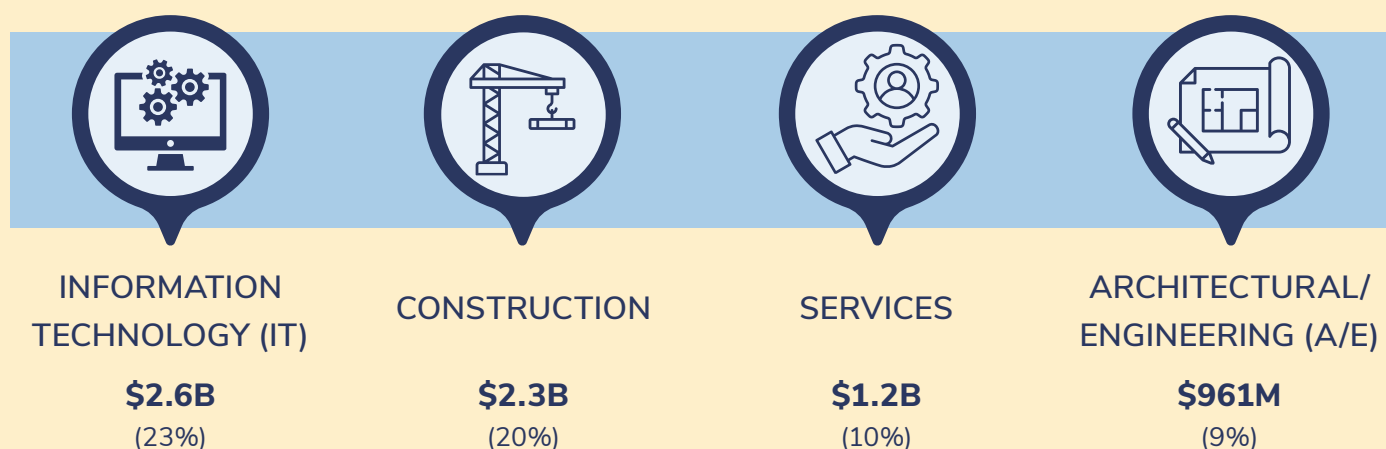 INFORMATION
TECHNOLOGY (IT)
$2.6B
(23%)
CONSTRUCTION
$2.3B
(20%)
SERVICES
$1.2B
(10%)
ARCHITECTURAL/
ENGINEERING (A/E)
$961M
(9%)